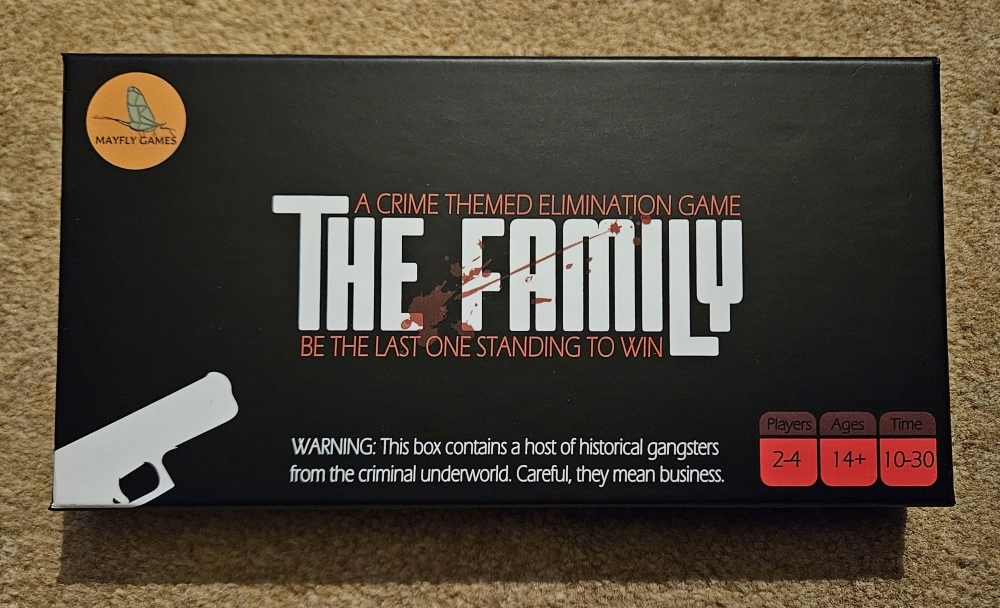 MAYFLY GAMES
A CRIME THEMED ELIMINATION GAME
THE FAMILY
BE THE LAST ONE STANDING TO WIN
WARNING: This box contains a host of historical gangsters
from the criminal underworld. Careful, they mean business.
Players Ages Time
2-4 14+ 10-30